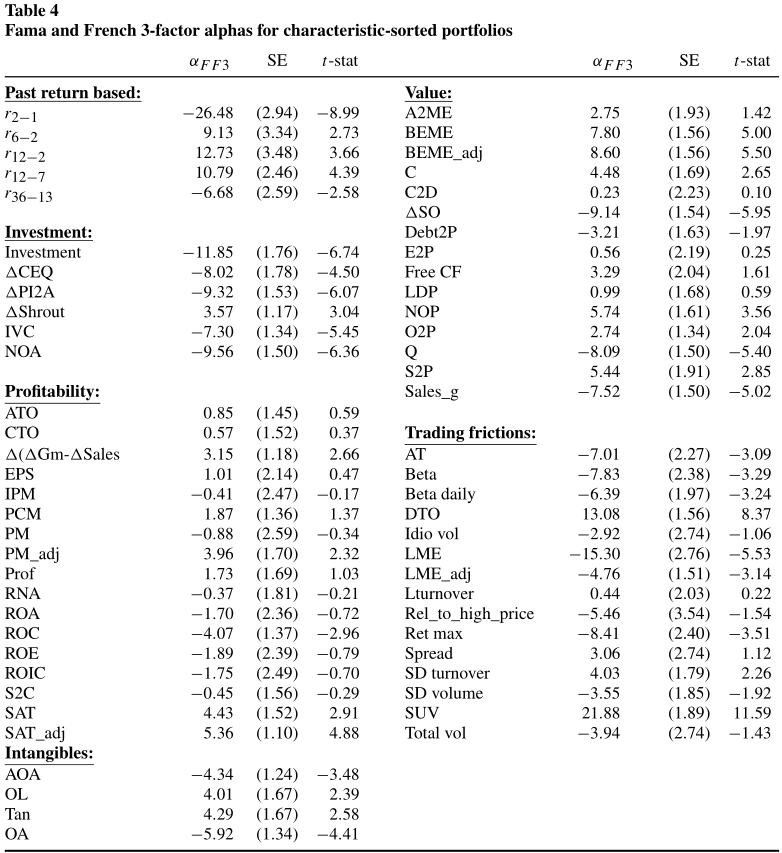 Table 4
Fama and French 3-factor alphas for characteristic-sorted portfolios
αFF3 SE t-stat αFF3 SE t-stat
Past return based:
r2−1 −26.48 (2.94) −8.99
r6−2 9.13 (3.34) 2.73
r12−2 12.73 (3.48) 3.66
r12−7 10.79 (2.46) 4.39
r36−13 −6.68 (2.59) −2.58
Investment:
Investment −11.85 (1.76) −6.74
ΔCEQ −8.02 (1.78) −4.50
ΔPI2A −9.32 (1.53) −6.07
ΔShrout 3.57 (1.17) 3.04
IVC −7.30 (1.34) −5.45
NOA −9.56 (1.50) −6.36
Profitability:
ATO 0.85 (1.45) 0.59
CTO 0.57 (1.52) 0.37
Δ(ΔGm-ΔSales 3.15 (1.18) 2.66
EPS 1.01 (2.14) 0.47
IPM −0.41 (2.47) −0.17
PCM 1.87 (1.36) 1.37
PM −0.88 (2.59) −0.34
PM_adj 3.96 (1.70) 2.32
Prof 1.73 (1.69) 1.03
RNA −0.37 (1.81) −0.21
ROA −1.70 (2.36) −0.72
ROC −4.07 (1.37) −2.96
ROE −1.89 (2.39) −0.79
ROIC −1.75 (2.49) −0.70
S2C −0.45 (1.56) −0.29
SAT 4.43 (1.52) 2.91
SAT_adj 5.36 (1.10) 4.88
Intangibles:
AOA −4.34 (1.24) −3.48
OL 4.01 (1.67) 2.39
Tan 4.29 (1.67) 2.58
OA −5.92 (1.34) −4.41
Value:
A2ME 2.75 (1.93) 1.42
BEME 7.80 (1.56) 5.00
BEME_adj 8.60 (1.56) 5.50
C 4.48 (1.69) 2.65
C2D 0.23 (2.23) 0.10
ΔSO −9.14 (1.54) −5.95
Debt2P −3.21 (1.63) −1.97
E2P 0.56 (2.19) 0.25
Free CF 3.29 (2.04) 1.61
LDP 0.99 (1.68) 0.59
NOP 5.74 (1.61) 3.56
O2P 2.74 (1.34) 2.04
Q −8.09 (1.50) −5.40
S2P 5.44 (1.91) 2.85
Sales_g −7.52 (1.50) −5.02
Trading frictions:
AT −7.01 (2.27) −3.09
Beta −7.83 (2.38) −3.29
Beta daily −6.39 (1.97) −3.24
DTO 13.08 (1.56) 8.37
Idio vol −2.92 (2.74) −1.06
LME −15.30 (2.76) −5.53
LME_adj −4.76 (1.51) −3.14
Lturnover 0.44 (2.03) 0.22
Rel_to_high_price −5.46 (3.54) −1.54
Ret max −8.41 (2.40) −3.51
Spread 3.06 (2.74) 1.12
SD turnover 4.03 (1.79) 2.26
SD volume −3.55 (1.85) −1.92
SUV 21.88 (1.89) 11.59
Total vol −3.94 (2.74) −1.43